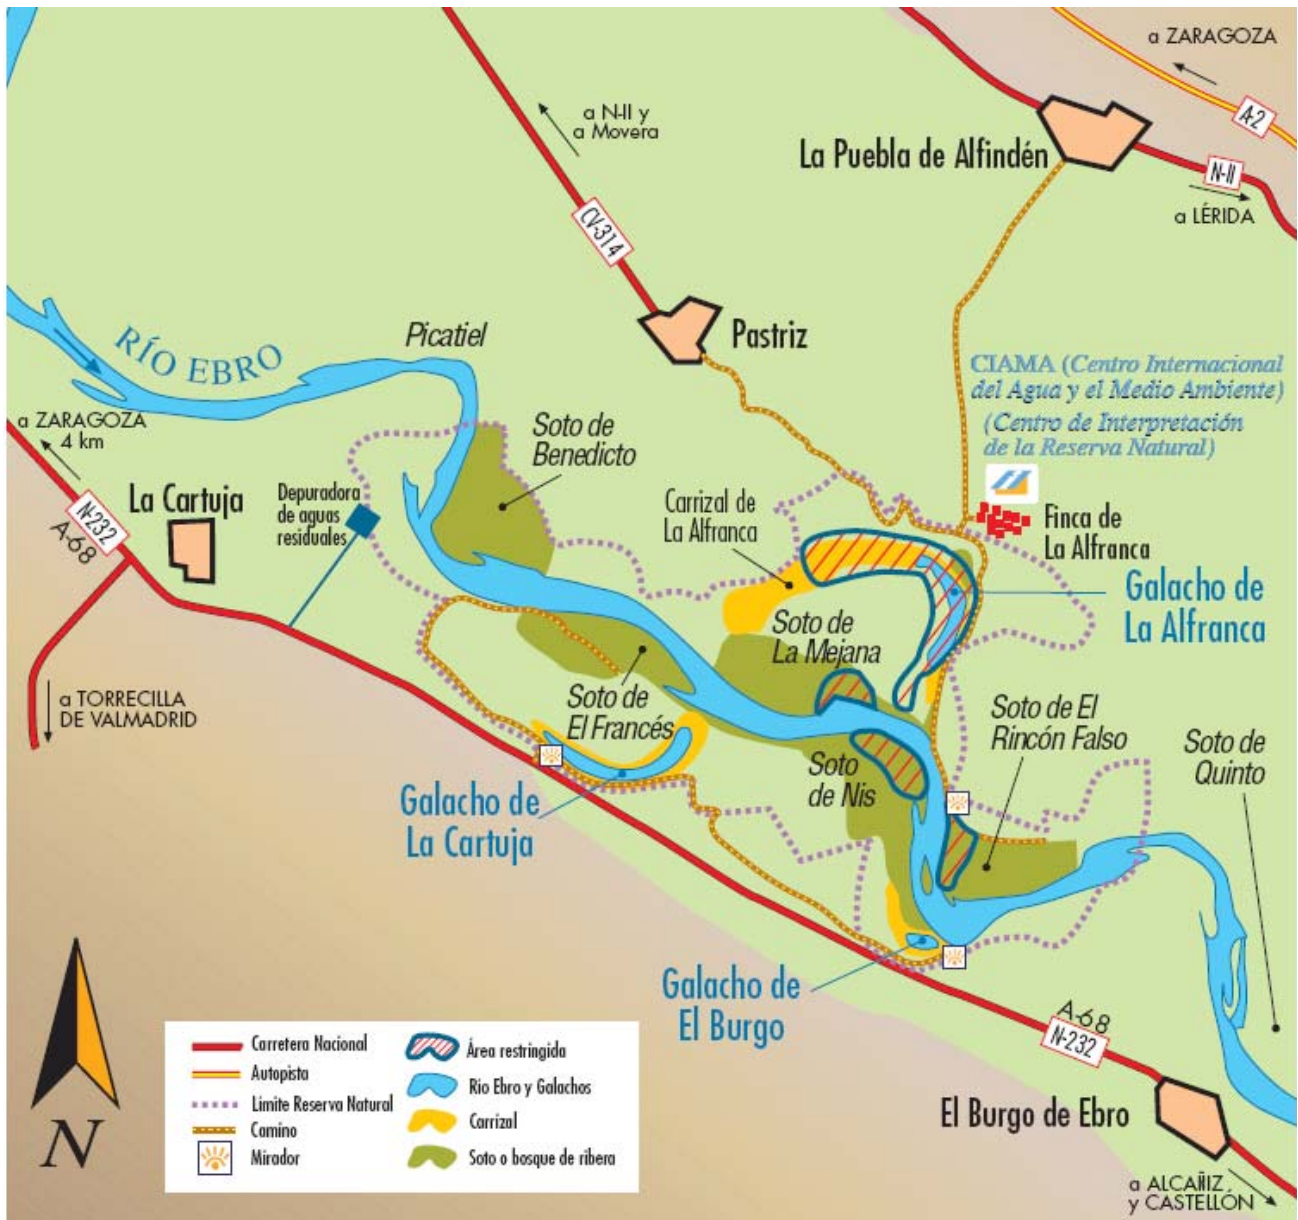 a ZARAGOZA
A-2
a N-II y
a Movera
La Puebla de Alfindén
N-II
a LÉRIDA
CV-314
RÍO EBRO
Picatiel
Pastriz
CIAMA (Centro Internacional
del Agua y el Medio Ambiente)
(Centro de Interpretación
de la Reserva Natural)
a ZARAGOZA
4 km
Soto de
Benedicto
La Cartuja
Depuradora
de aguas
residuales
N-232
A-68
Carrizal de
La Alfranca
Finca de
La Alfranca
Galacho de
La Alfranca
Soto de
La Mejana
a TORRECILLA
DE VALMADRID
Soto de
El Francés
Soto de El
Rincón Falso
Soto de
Quinto
Soto
de Nis
Galacho de
La Cartuja
Galacho de
El Burgo
A-68
N-232
El Burgo de Ebro
a ALCAÑIZ
y CASTELLÓN
N
Carretera Nacional
Autopista
Limite Reserva Natural
Camino
Mirador
Área restringida
Río Ebro y Galachos
Carrizal
Soto o bosque de ribera